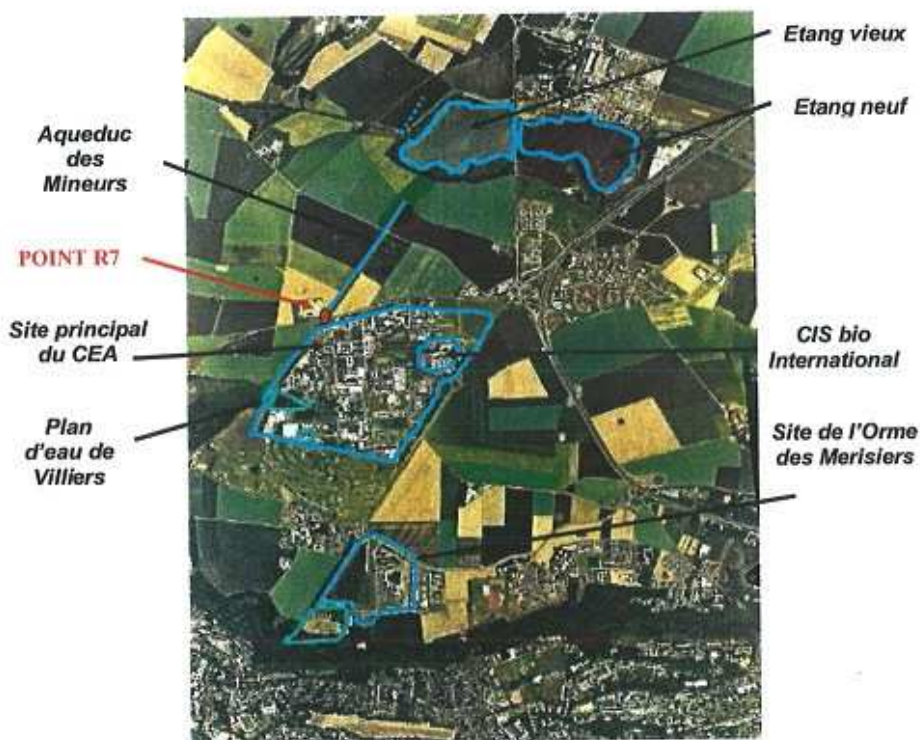 Etang vieux
Etang neuf
Aqueduc
des
Mineurs
POINT R7
Site principal
du CEA
CIS bio
International
Plan
d'eau de
Villiers
Site de l'Orme
des Merisiers